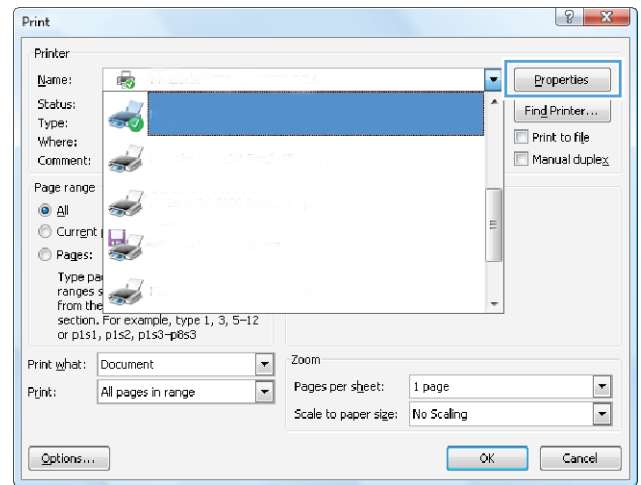 Print
Printer
Name:
Properties
Status:
Find Printer...
Type:
Print to file
Where:
Comment:
Manual duplex
Page range
All
Current
Pages:
Type
ranges
from the
section. For example, type 1, 3, 5–12
or p1s1, p1s2, p1s3–p8s3
Print what: Document
Print: All pages in range
Zoom
Pages per sheet: 1 page
Scale to paper size: No Scaling
Options...
OK
Cancel